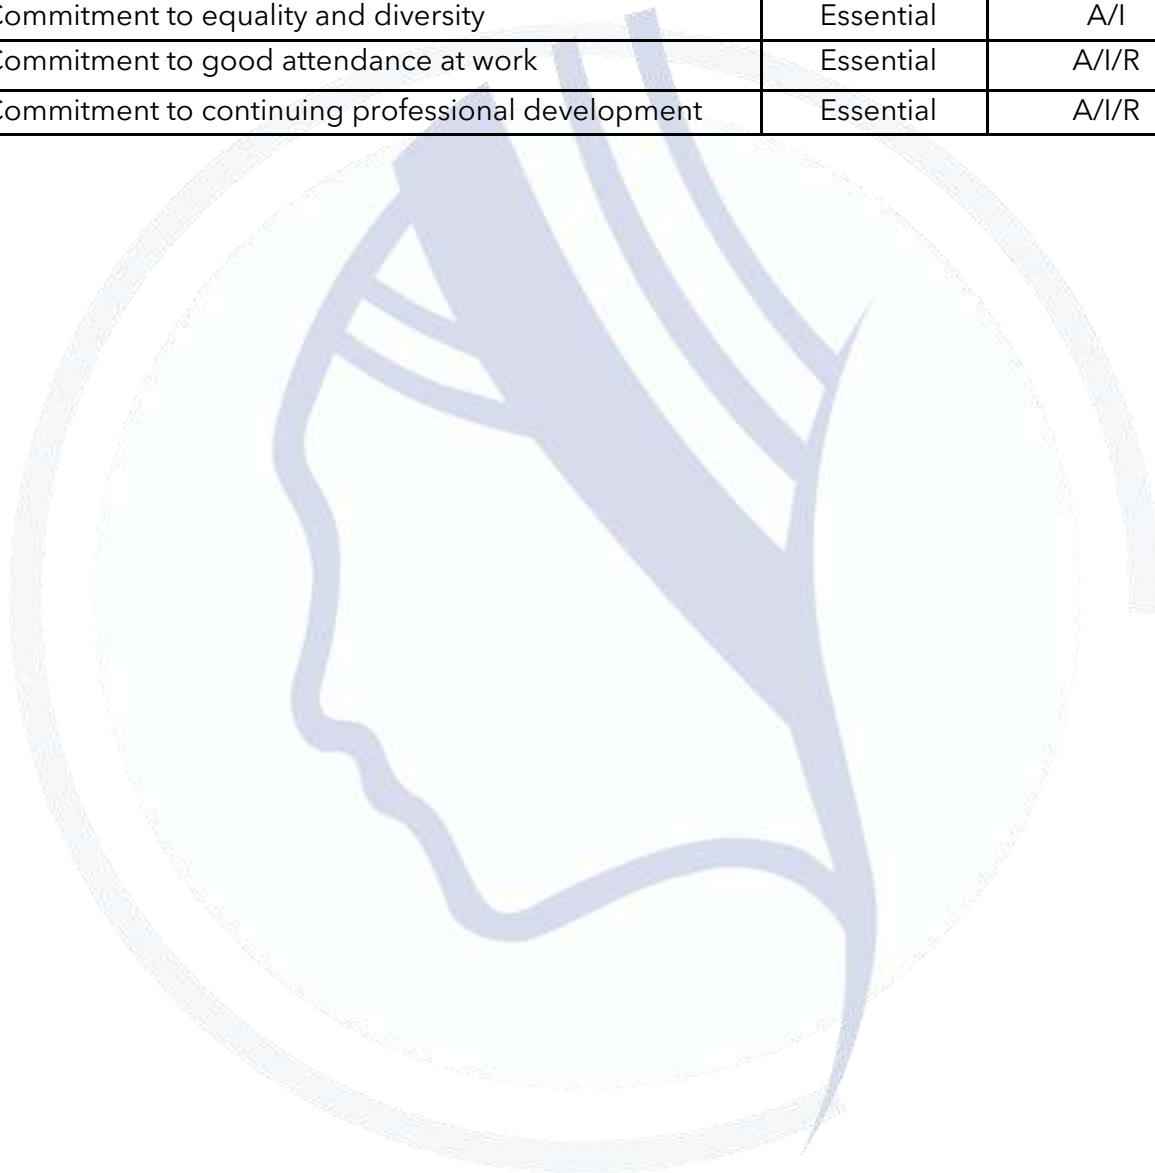 Commitment to equality and diversity Essential A/I
Commitment to good attendance at work Essential A/I/R
Commitment to continuing professional development Essential A/I/R